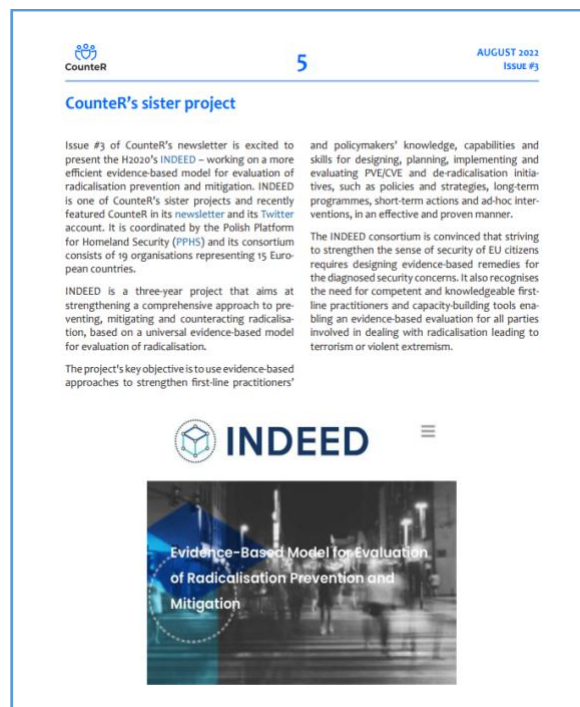 CounteR
5
AUGUST 2022
ISSUE #3
CounteR's sister project
Issue #3 of CounteR's newsletter is excited to
present the H2020's INDEED – working on a more
efficient evidence-based model for evaluation of
radicalisation prevention and mitigation. INDEED
is one of CounteR's sister projects and recently
featured CounteR in its newsletter and its Twitter
account. It is coordinated by the Polish Platform
for Homeland Security (PPHS) and its consortium
consists of 19 organisations representing 15 Euro-
pean countries.
INDEED is a three-year project that aims at
strengthening a comprehensive approach to pre-
venting, mitigating and counteracting radicalisa-
tion, based on a universal evidence-based model
for evaluation of radicalisation.
The project's key objective is to use evidence-based
approaches to strengthen first-line practitioners'
and policymakers' knowledge, capabilities and
skills for designing, planning, implementing and
evaluating PVE/CVE and de-radicalisation initia-
tives, such as policies and strategies, long-term
programmes, short-term actions and ad-hoc inter-
ventions, in an effective and proven manner.
The INDEED consortium is convinced that striving
to strengthen the sense of security of EU citizens
requires designing evidence-based remedies for
the diagnosed security concerns. It also recognises
the need for competent and knowledgeable first-
line practitioners and capacity-building tools ena-
bling an evidence-based evaluation for all parties
involved in dealing with radicalisation leading to
terrorism or violent extremism.
INDEED
Evidence-Based Model for Evaluation
of Radicalisation Prevention and
Mitigation